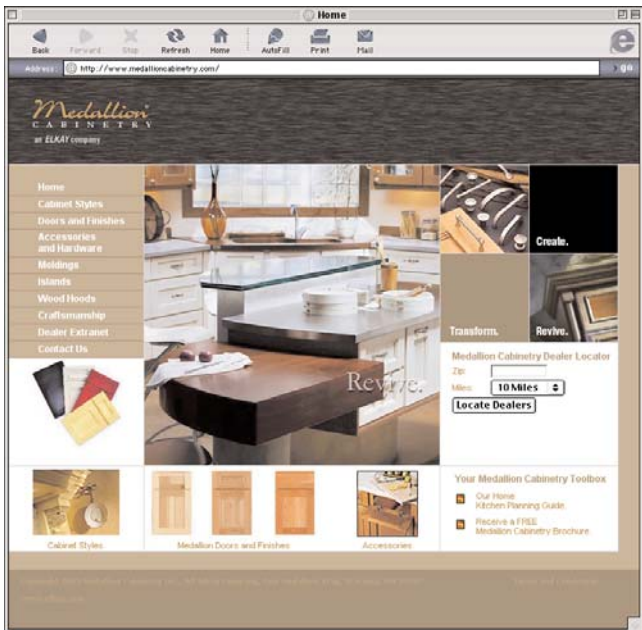 Home
Back
Forward
Stop
Refresh
Home
AutoFill
Print
Mail
Address:
http://www.medallioncabinetry.com/
go
Medallion
CABINETRY
an ELKAY company
Home
Cabinet Styles
Doors and Finishes
Accessories
and Hardware
Moldings
Islands
Wood Hoods
Craftsmanship
Dealer Extranet
Contact Us
Revive.
Create.
Transform.
Revive.
Medallion Cabinetry Dealer Locator
Zip:
Miles:
10 Miles
Locate Dealers
Cabinet Styles
Medallion Doors and Finishes
Accessories
Your Medallion Cabinetry Toolbox
Our Home
Kitchen Planning Guide
Receive a FREE
Medallion Cabinetry Brochure